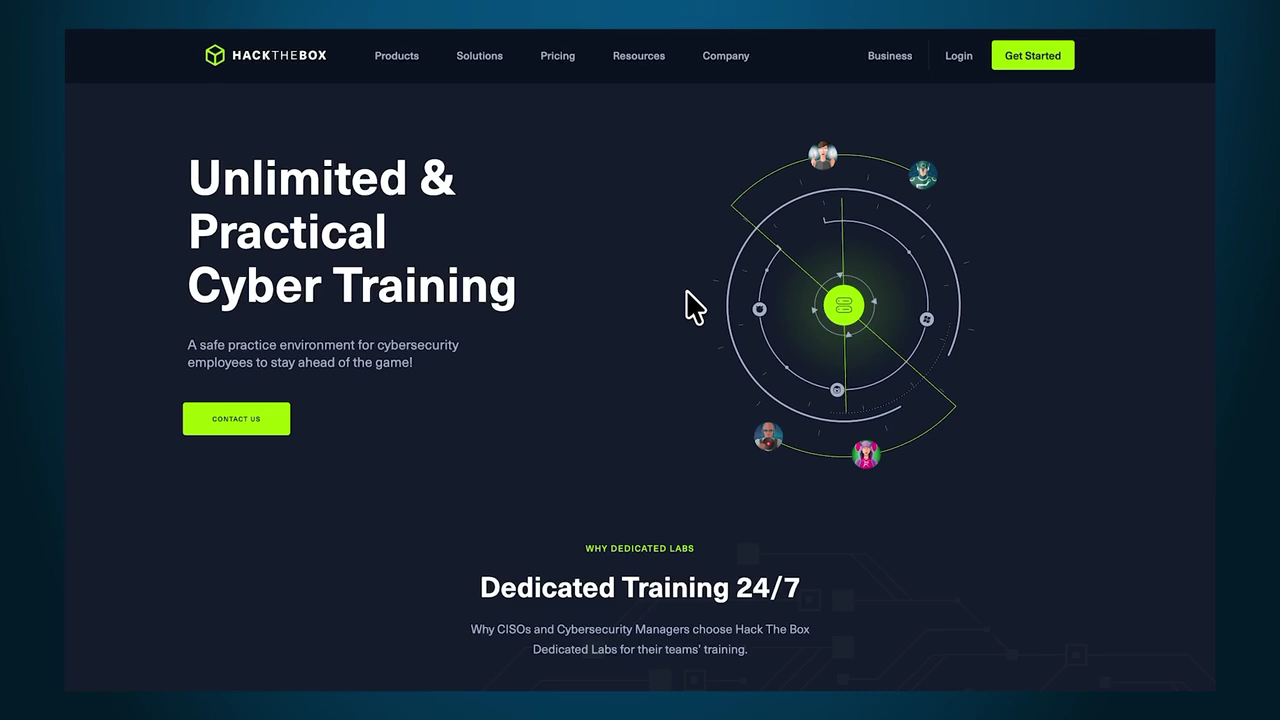 HACKTHEBOX
Products
Solutions
Pricing
Resources
Company
Business
Login
Get Started
Unlimited &
Practical
Cyber Training
A safe practice environment for cybersecurity
employees to stay ahead of the game!
CONTACT US
WHY DEDICATED LABS
Dedicated Training 24/7
Why CISOs and Cybersecurity Managers choose Hack The Box
Dedicated Labs for their teams' training.